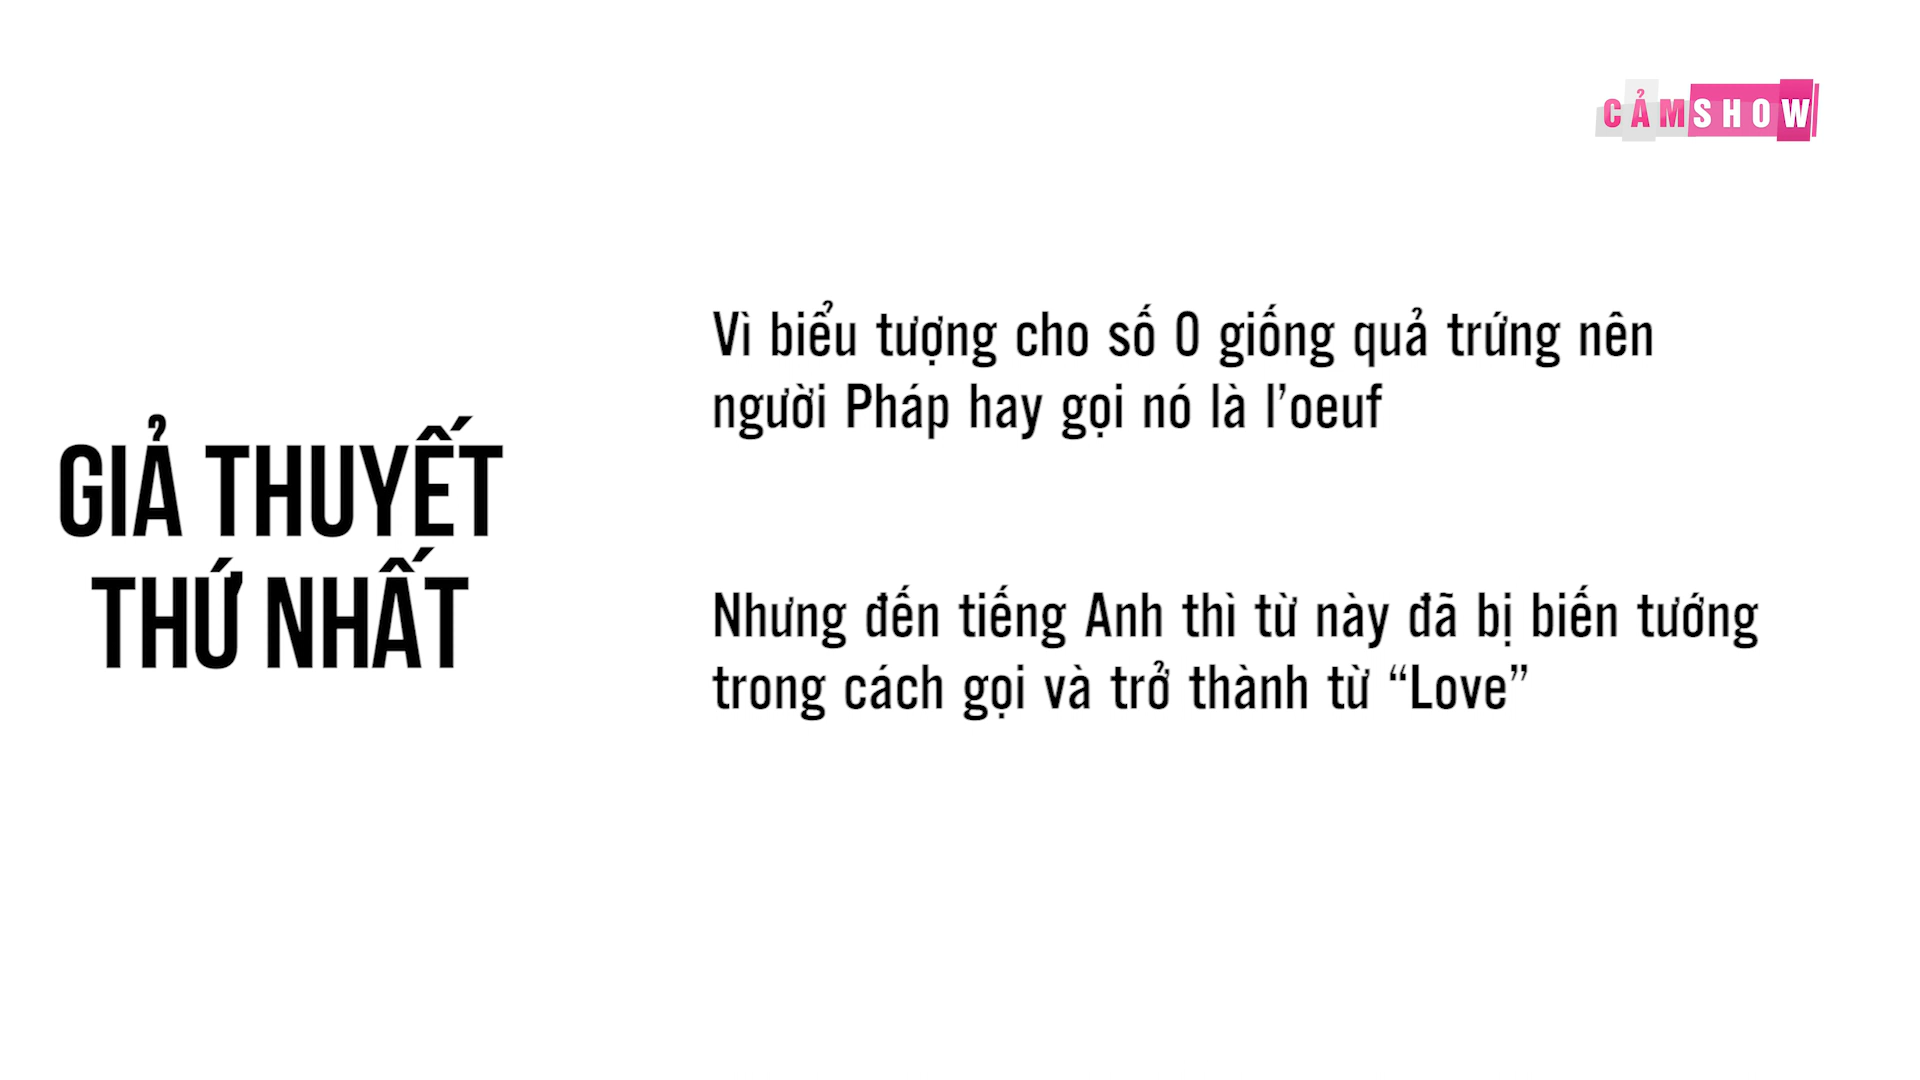 CẢMSHOW
GIẢ THUYẾT
THỨ NHẤT
Vì biểu tượng cho số 0 giống quả trứng nên
người Pháp hay gọi nó là l’oeuf
Nhưng đến tiếng Anh thì từ này đã bị biến tướng
trong cách gọi và trở thành từ “Love”